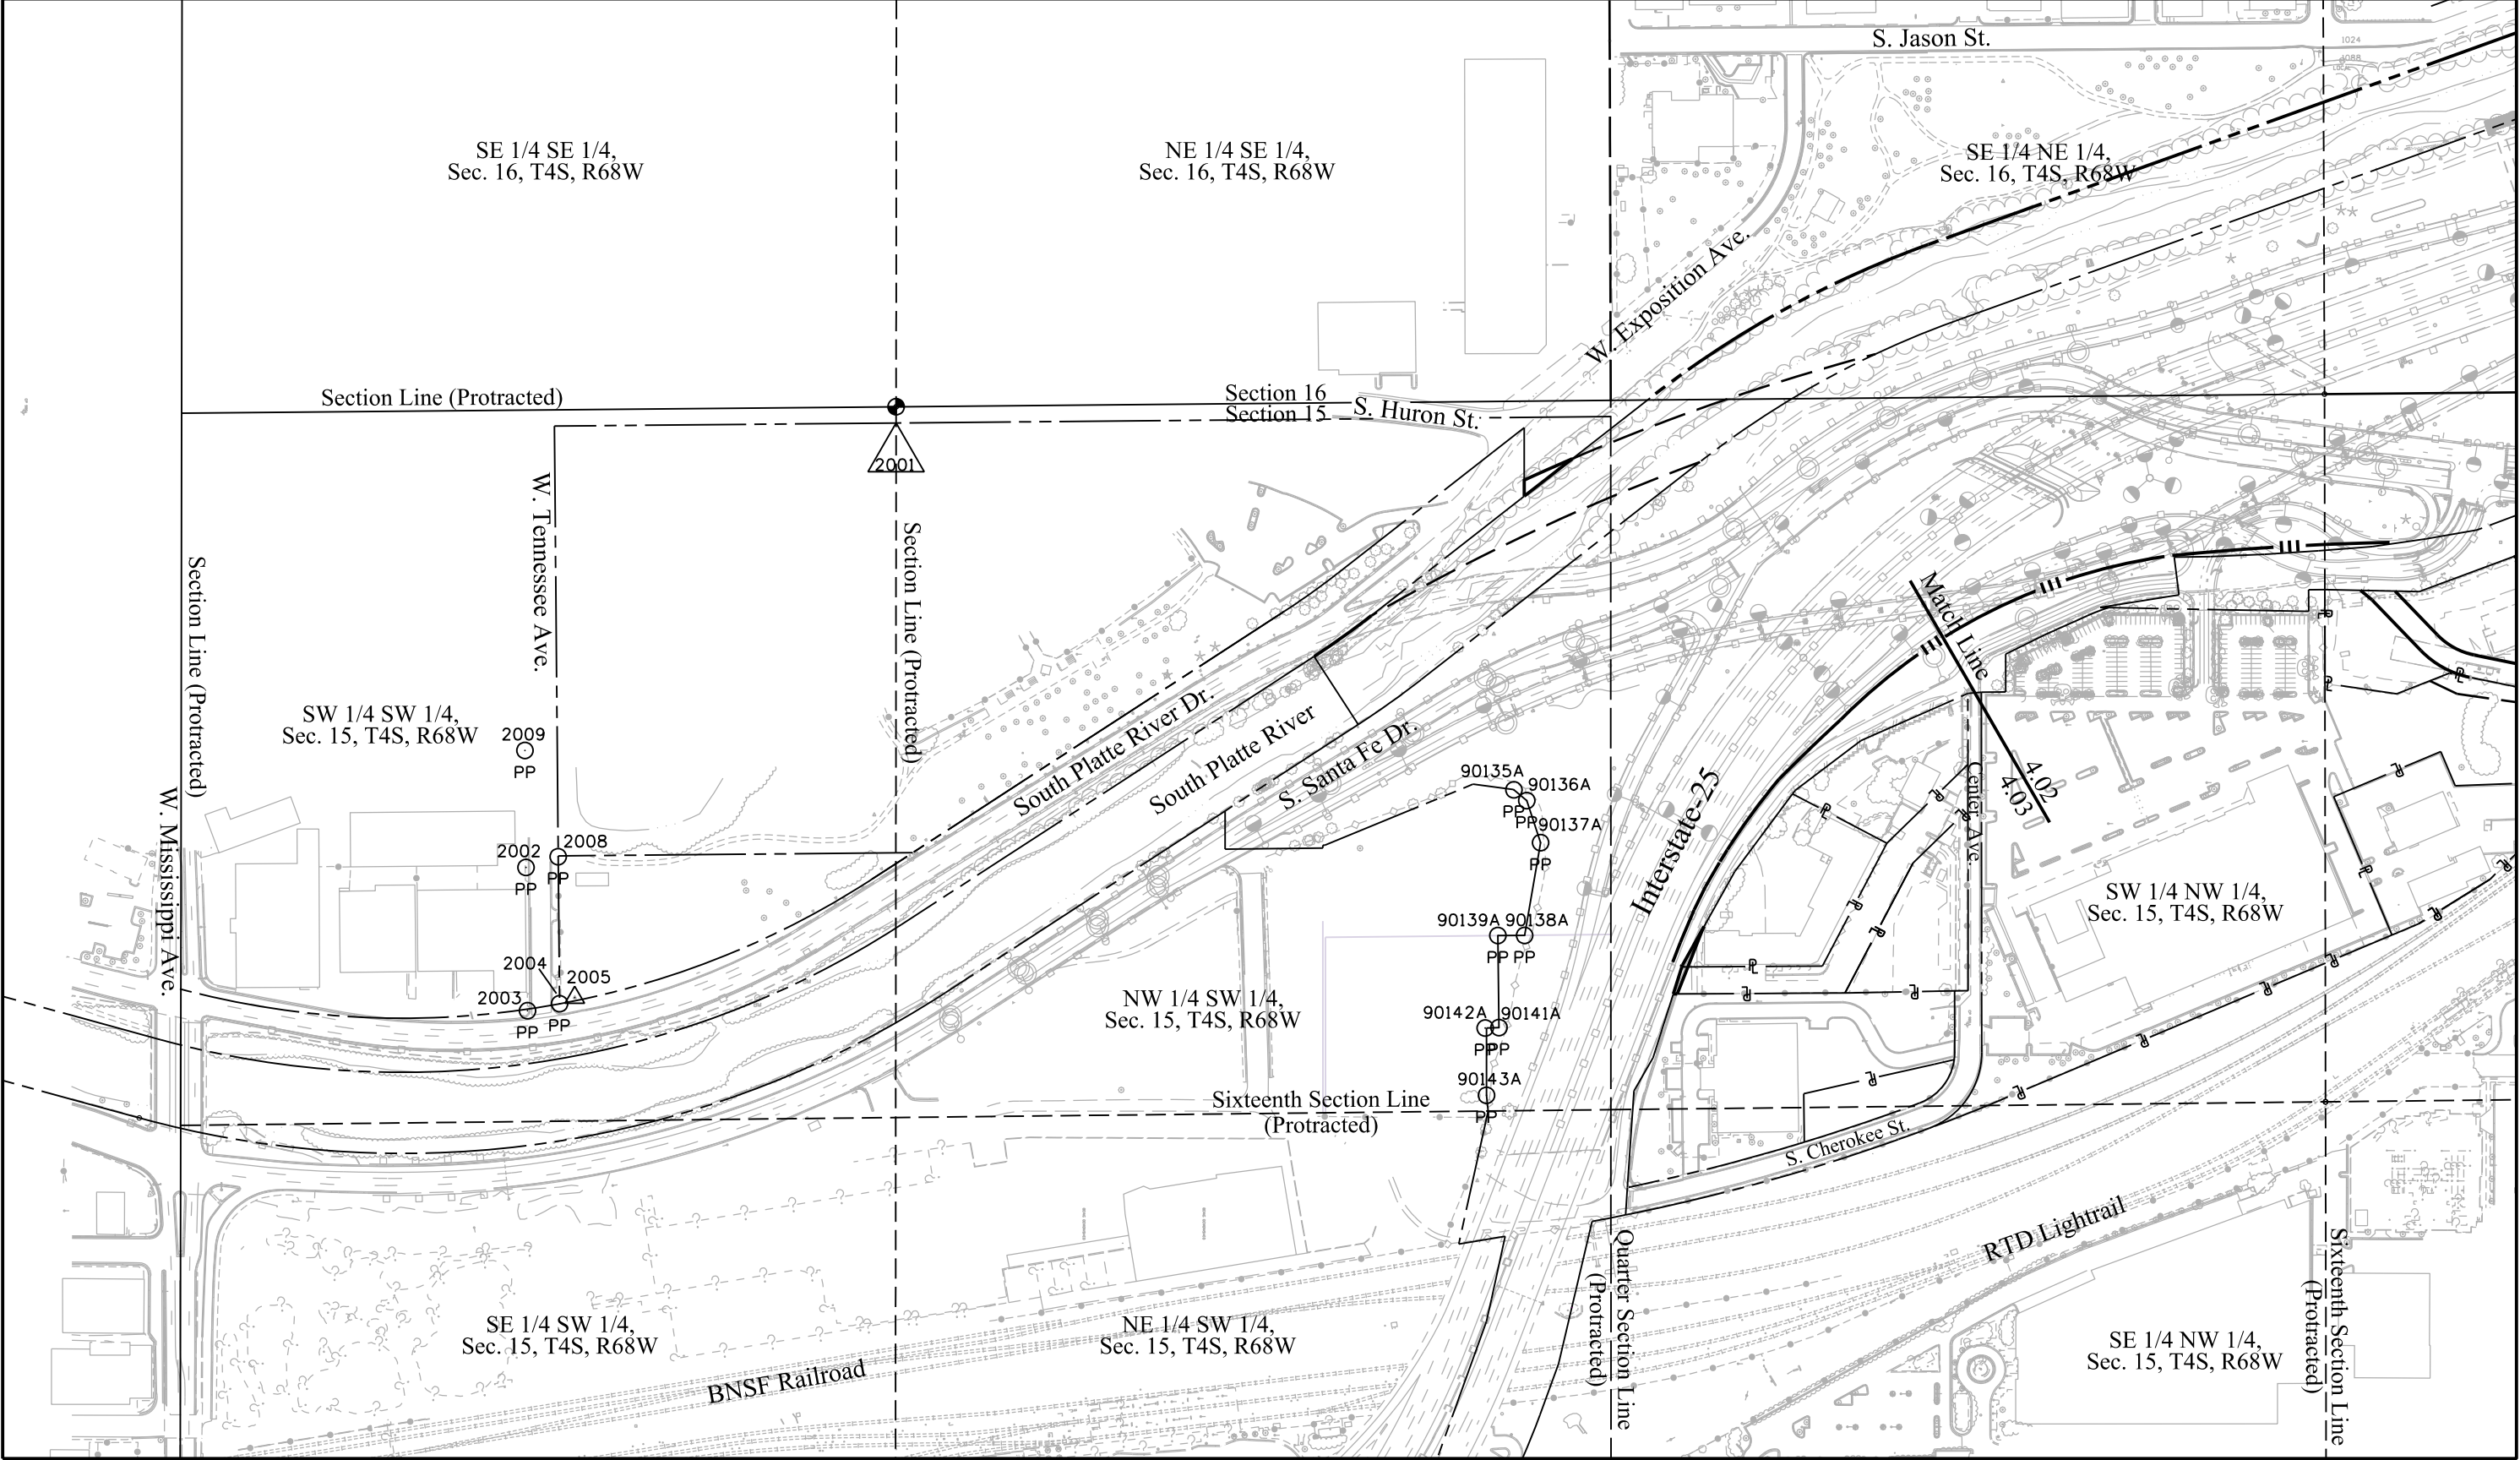 S. Jason St.
1024
1088
SE 1/4 SE 1/4,
Sec. 16, T4S, R68W
NE 1/4 SE 1/4,
Sec. 16, T4S, R68W
SE 1/4 NE 1/4,
Sec. 16, T4S, R68W
W. Exposition Ave.
Section Line (Protracted)
Section 16
Section 15
S. Huron St.
2001
W. Tennessee Ave.
Section Line (Protracted)
Section Line (Protracted)
Match Line
4.02
4.03
SW 1/4 SW 1/4,
Sec. 15, T4S, R68W
2009
PP
South Platte River Dr.
South Platte River
S. Santa Fe Dr.
Interstate-25
Center Ave.
W. Mississippi Ave.
90135A
PP
90136A
PP
90137A
PP
2002
PP
2008
PP
90139A
PP
90138A
PP
SW 1/4 NW 1/4,
Sec. 15, T4S, R68W
2004
2005
2003
PP
PP
NW 1/4 SW 1/4,
Sec. 15, T4S, R68W
90142A
PP
90141A
PP
90143A
PP
Sixteenth Section Line
(Protracted)
S. Cherokee St.
RTD Lightrail
Quarter Section Line
(Protracted)
Sixteenth Section Line
(Protracted)
SE 1/4 SW 1/4,
Sec. 15, T4S, R68W
NE 1/4 SW 1/4,
Sec. 15, T4S, R68W
SE 1/4 NW 1/4,
Sec. 15, T4S, R68W
BNSF Railroad